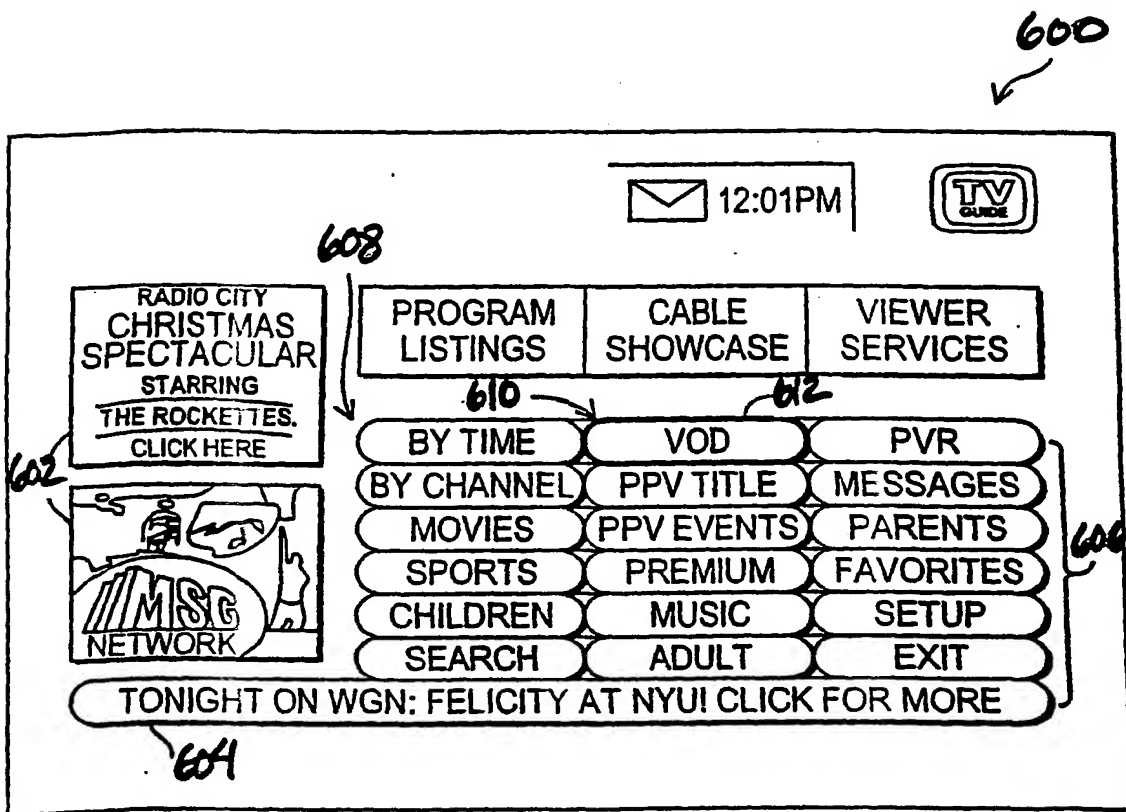 600
12:01PM
TV
GUIDE
608
RADIO CITY
CHRISTMAS
SPECTACULAR
STARRING
THE ROCKETTES.
CLICK HERE
602
MSG
NETWORK
PROGRAM
LISTINGS
CABLE
SHOWCASE
VIEWER
SERVICES
610
612
BY TIME VOD PVR
BY CHANNEL PPV TITLE MESSAGES
MOVIES PPV EVENTS PARENTS
SPORTS PREMIUM FAVORITES
CHILDREN MUSIC SETUP
SEARCH ADULT EXIT
606
TONIGHT ON WGN: FELICITY AT NYU! CLICK FOR MORE
604